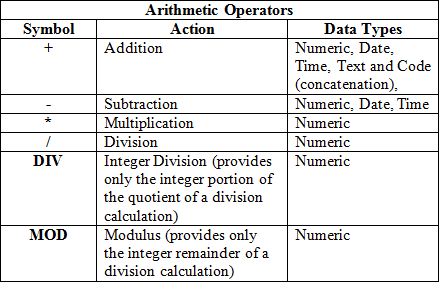 Arithmetic Operators
Symbol Action Data Types
+ Addition Numeric, Date,
Time, Text and Code
(concatenation),
- Subtraction Numeric, Date, Time
* Multiplication Numeric
/ Division Numeric
DIV Integer Division (provides Numeric
only the integer portion of
the quotient of a division
calculation)
MOD Modulus (provides only Numeric
the integer remainder of a
division calculation)